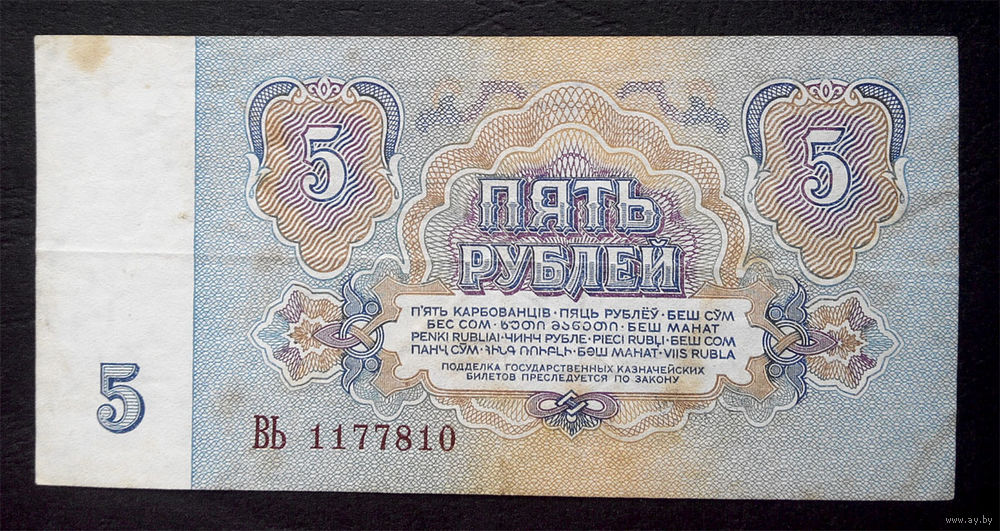 5
5
ПЯТЬ
РУБЛЕЙ
П'ЯТЬ КАРБОВАНЦІВ · ПЯЦЬ РУБЛЁЎ · БЕШ СЎМ
БЕС СОМ · ᲮᲣᲗᲘ ᲛᲐᲜᲔᲗᲘ · БЕШ МАНАТ
PENKI RUBLIAI · ЧИНЧ РУБЛЕ · PIECI RUBĻI · БЕШ СОМ
ПАНҶ СӮМ · ՀԻՆԳ ՌՈՒԲԼԻ · БӘШ МАНАТ · VIIS RUBLA
ПОДДЕЛКА ГОСУДАРСТВЕННЫХ КАЗНАЧЕЙСКИХ
БИЛЕТОВ ПРЕСЛЕДУЕТСЯ ПО ЗАКОНУ
5
ВЬ 1177810
www.ay.by